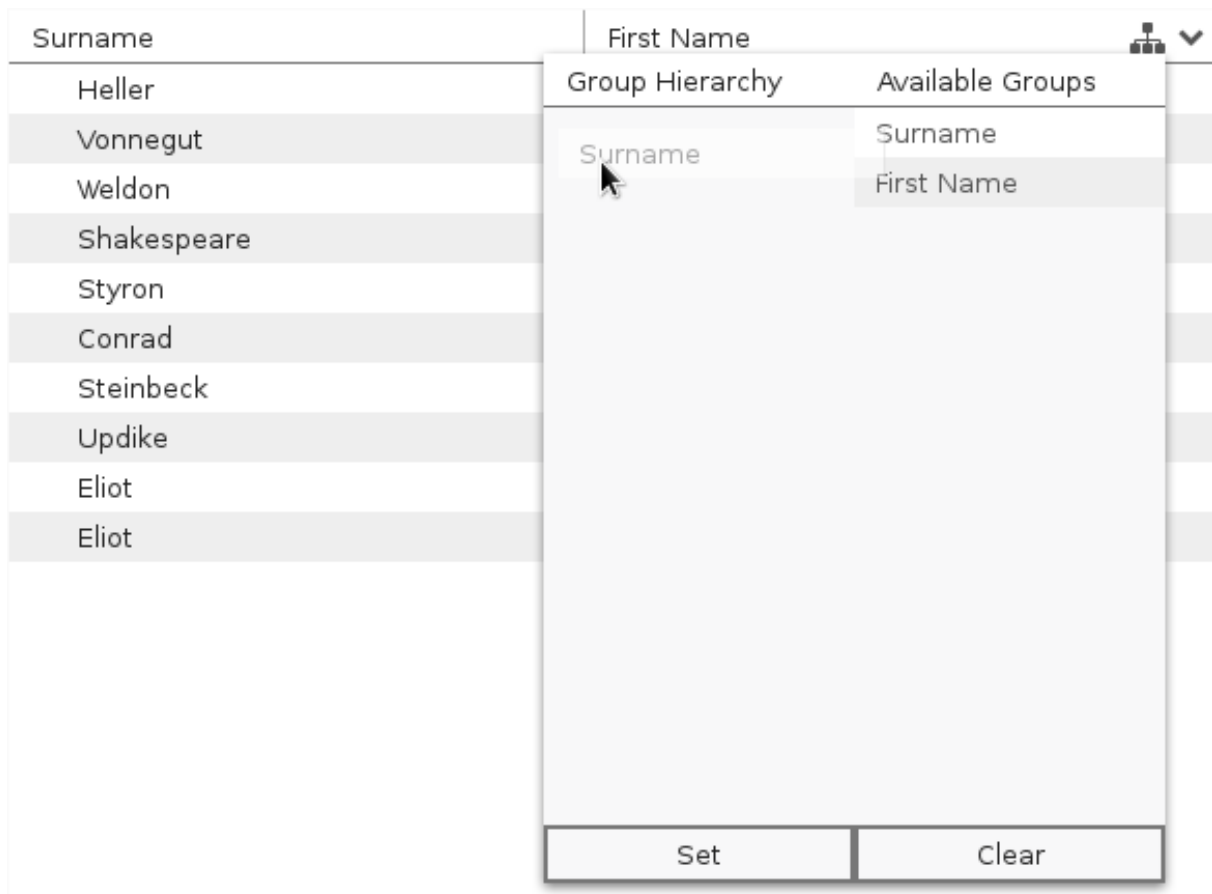 Surname First Name
Group Hierarchy Available Groups
Heller
Surname
Vonnegut
Surname
Weldon
First Name
Shakespeare
Styron
Conrad
Steinbeck
Updike
Eliot
Eliot
Set Clear